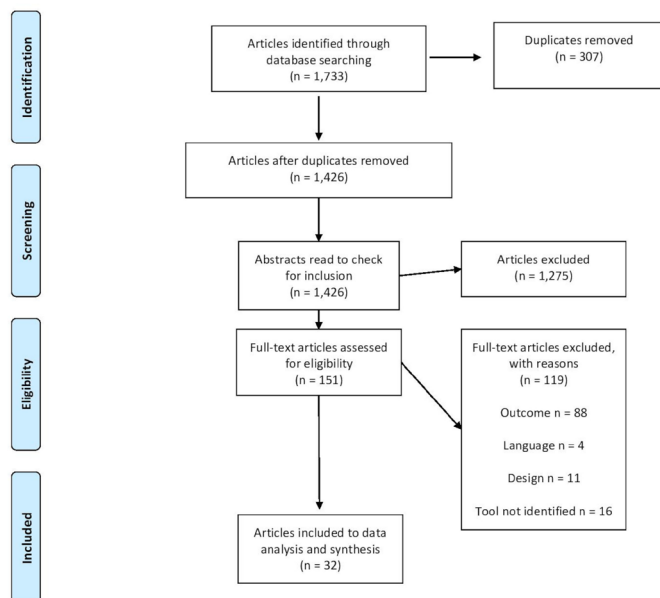 Identification
Articles identified through
database searching
(n = 1,733)
Duplicates removed
(n = 307)
Articles after duplicates removed
(n = 1,426)
Screening
Abstracts read to check
for inclusion
(n = 1,426)
Articles excluded
(n = 1,275)
Eligibility
Full-text articles assessed
for eligibility
(n = 151)
Full-text articles excluded,
with reasons
(n = 119)
Outcome n = 88
Language n = 4
Design n = 11
Tool not identified n = 16
Included
Articles included to data
analysis and synthesis
(n = 32)